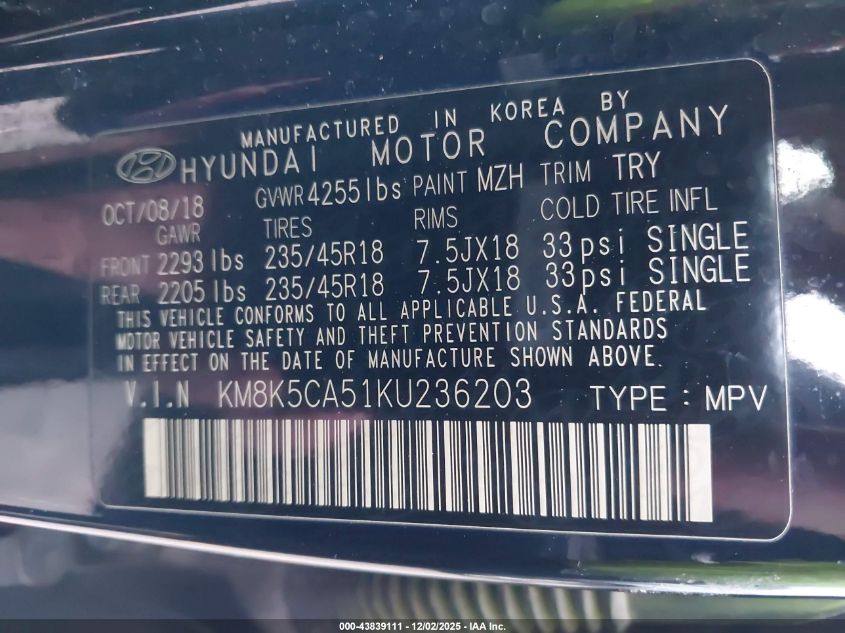 MANUFACTURED IN KOREA BY
HYUNDAI MOTOR COMPANY
OCT/08/18 GVWR 4255lbs PAINT MZH TRIM TRY
GAWR TIRES RIMS COLD TIRE INFL
FRONT 2293 lbs 235/45R18 7.5JX18 33psi SINGLE
REAR 2205 lbs 235/45R18 7.5JX18 33psi SINGLE
THIS VEHICLE CONFORMS TO ALL APPLICABLE U.S.A. FEDERAL
MOTOR VEHICLE SAFETY AND THEFT PREVENTION STANDARDS
IN EFFECT ON THE DATE OF MANUFACTURE SHOWN ABOVE.
V.I.N KM8K5CA51KU236203 TYPE : MPV
000-43839111 - 12/02/2025 - IAA Inc.